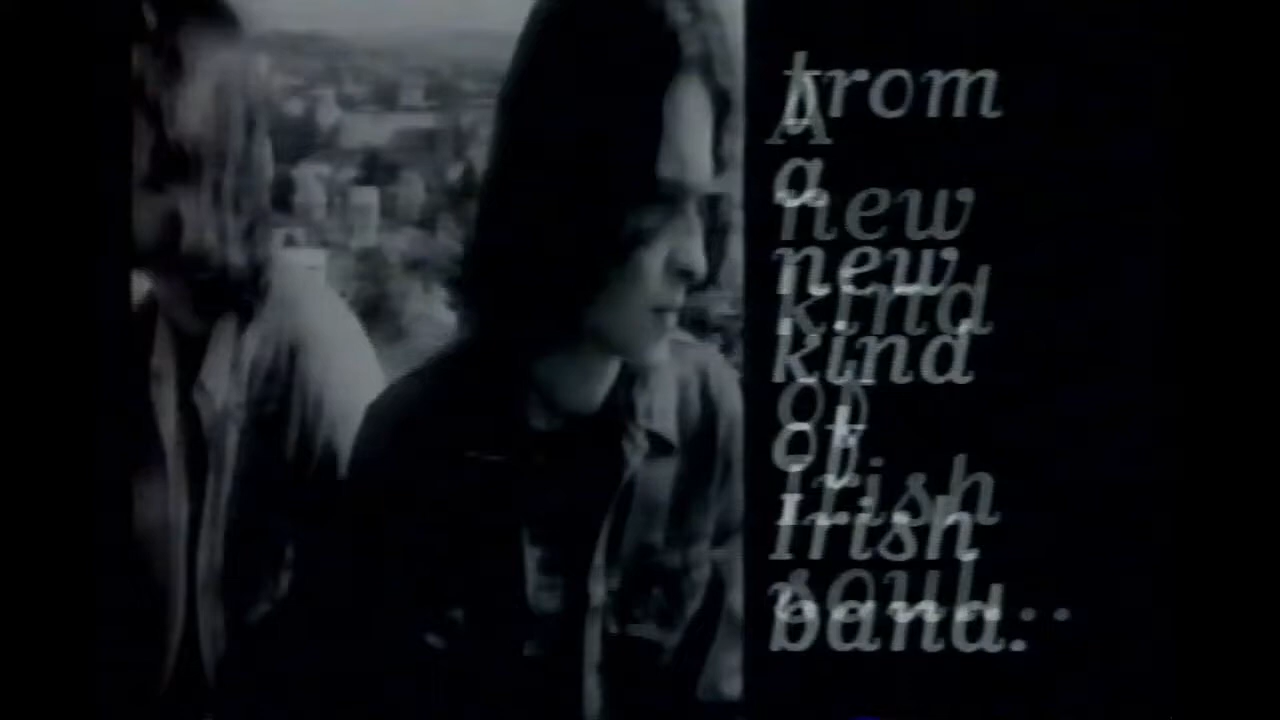 A
new
kind
of
Irish
soul...
from
a
new
kind
of
Irish
band.